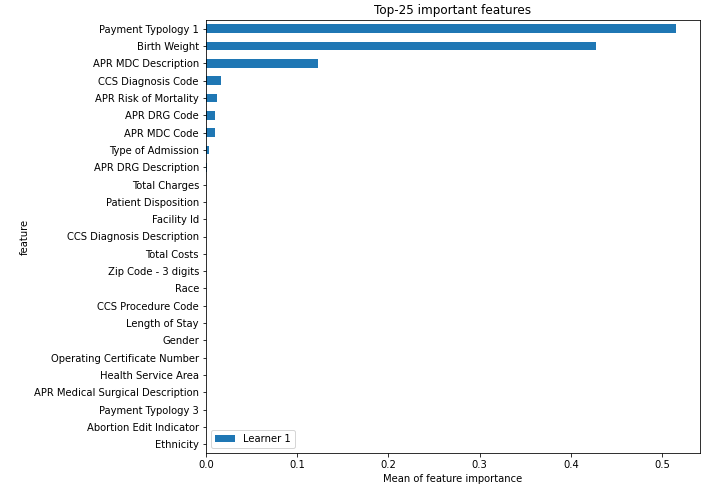 Top-25 important features
Payment Typology 1
Birth Weight
APR MDC Description
CCS Diagnosis Code
APR Risk of Mortality
APR DRG Code
APR MDC Code
Type of Admission
APR DRG Description
Total Charges
Patient Disposition
Facility Id
CCS Diagnosis Description
Total Costs
Zip Code - 3 digits
Race
CCS Procedure Code
Length of Stay
Gender
Operating Certificate Number
Health Service Area
APR Medical Surgical Description
Payment Typology 3
Abortion Edit Indicator
Ethnicity
feature
Learner 1
0.0 0.1 0.2 0.3 0.4 0.5
Mean of feature importance